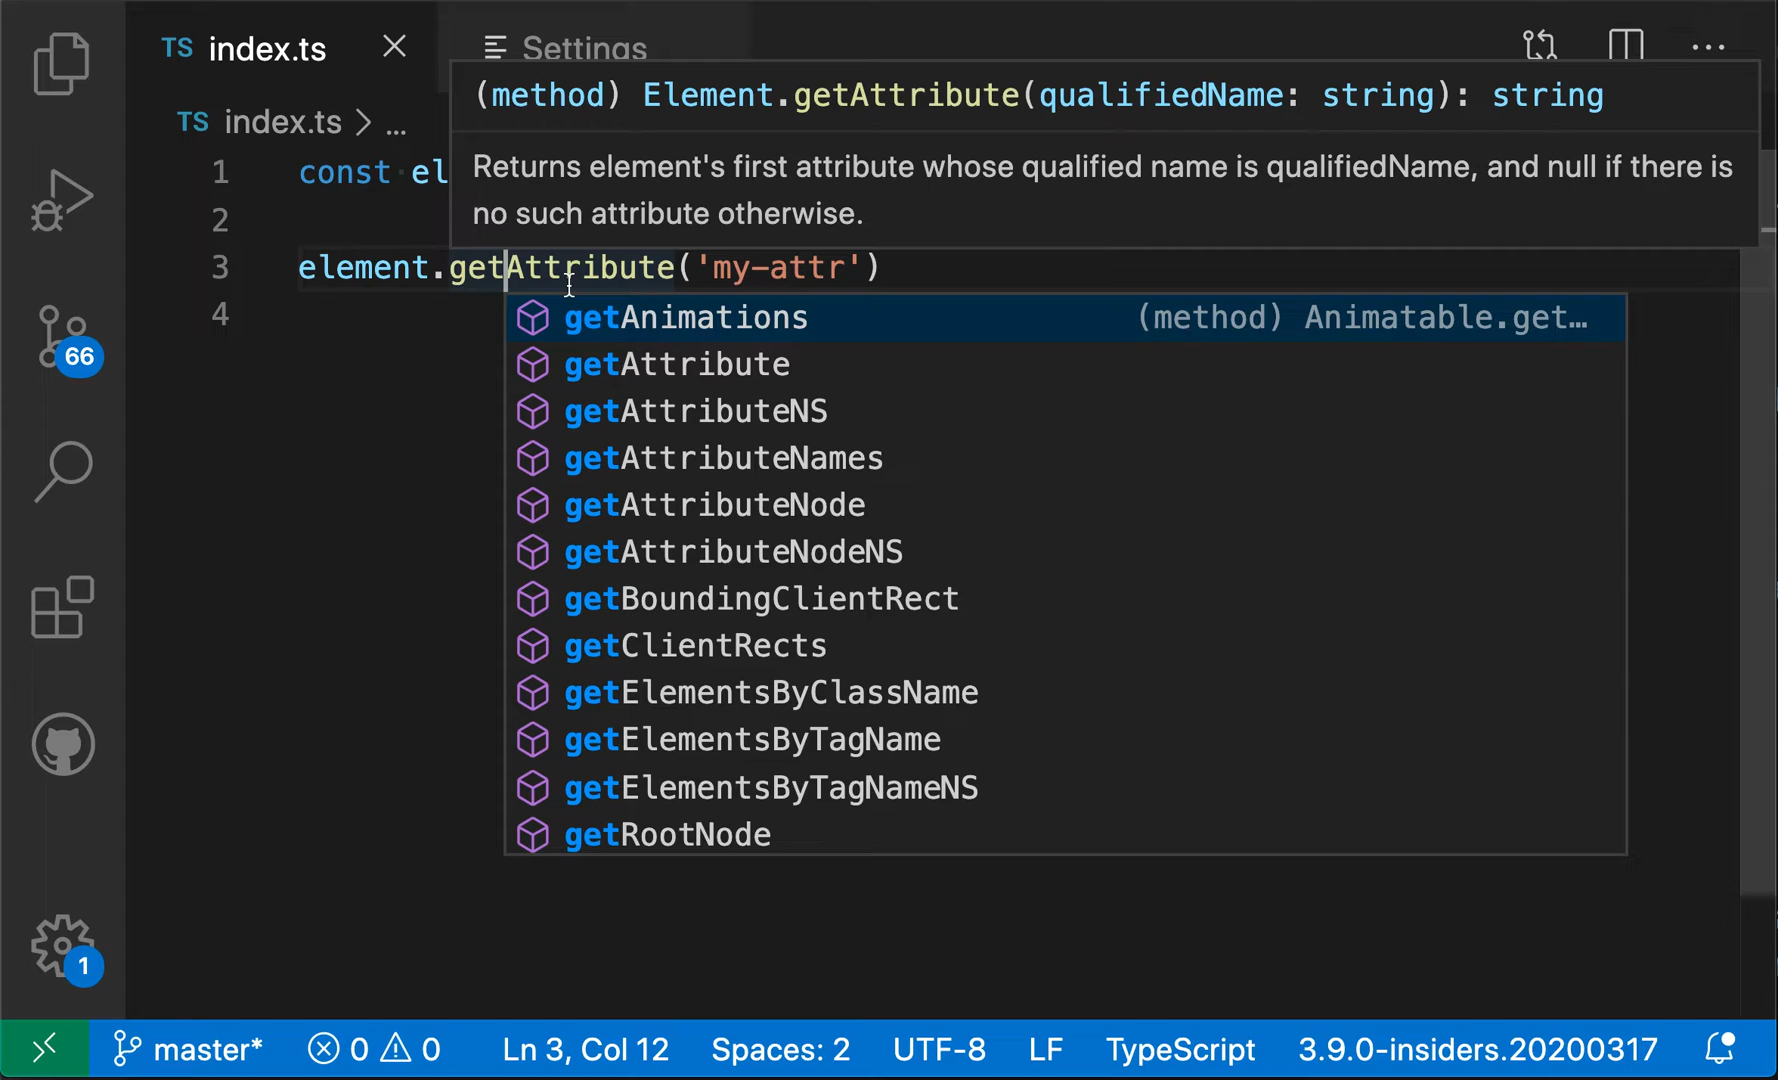 TS index.ts
Settings
(method) Element.getAttribute(qualifiedName: string): string
TS index.ts > ...
Returns element's first attribute whose qualified name is qualifiedName, and null if there is
no such attribute otherwise.
1 const el
2
3 element.getAttribute('my-attr')
4
getAnimations (method) Animatable.get…
getAttribute
getAttributeNS
getAttributeNames
getAttributeNode
getAttributeNodeNS
getBoundingClientRect
getClientRects
getElementsByClassName
getElementsByTagName
getElementsByTagNameNS
getRootNode
66
1
master* 0 0 Ln 3, Col 12 Spaces: 2 UTF-8 LF TypeScript 3.9.0-insiders.20200317